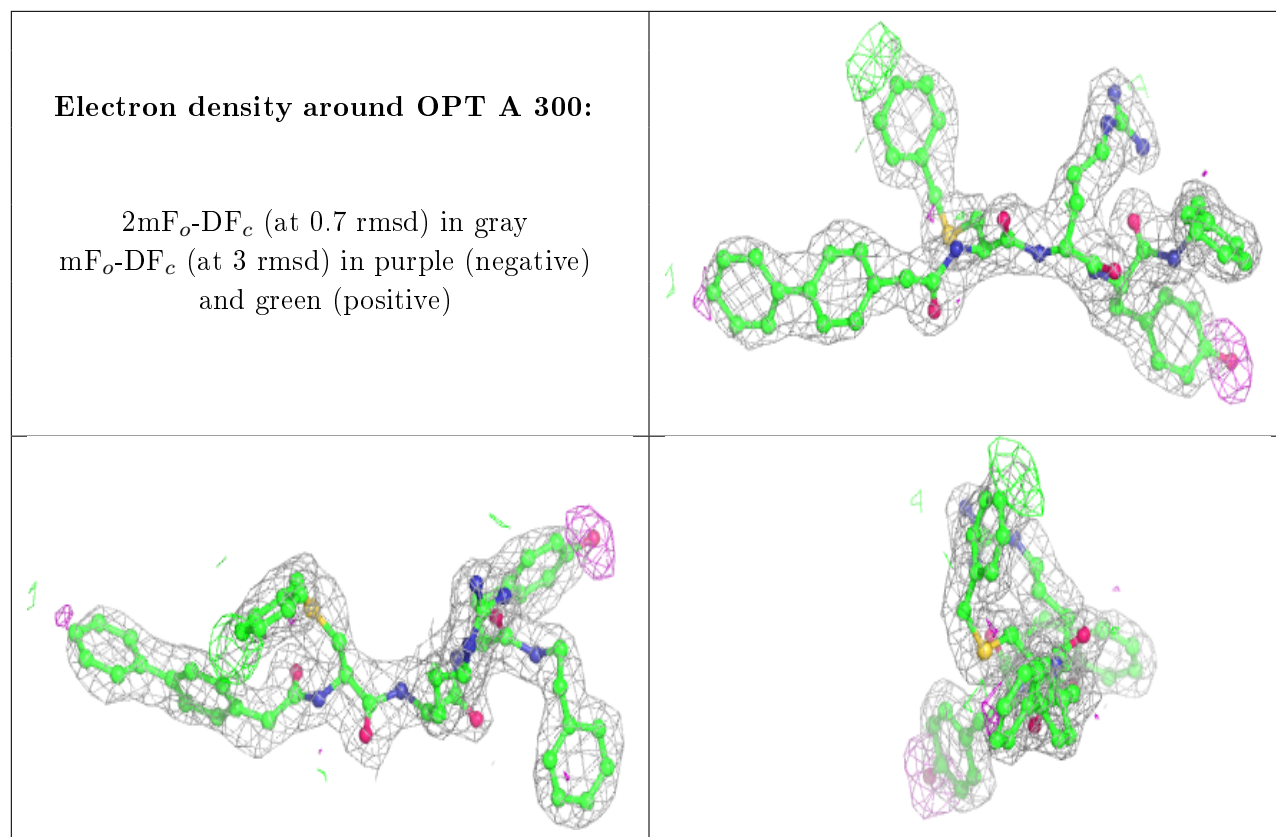 Electron density around OPT A 300:
2mFo-DFc (at 0.7 rmsd) in gray
mFo-DFc (at 3 rmsd) in purple (negative)
and green (positive)